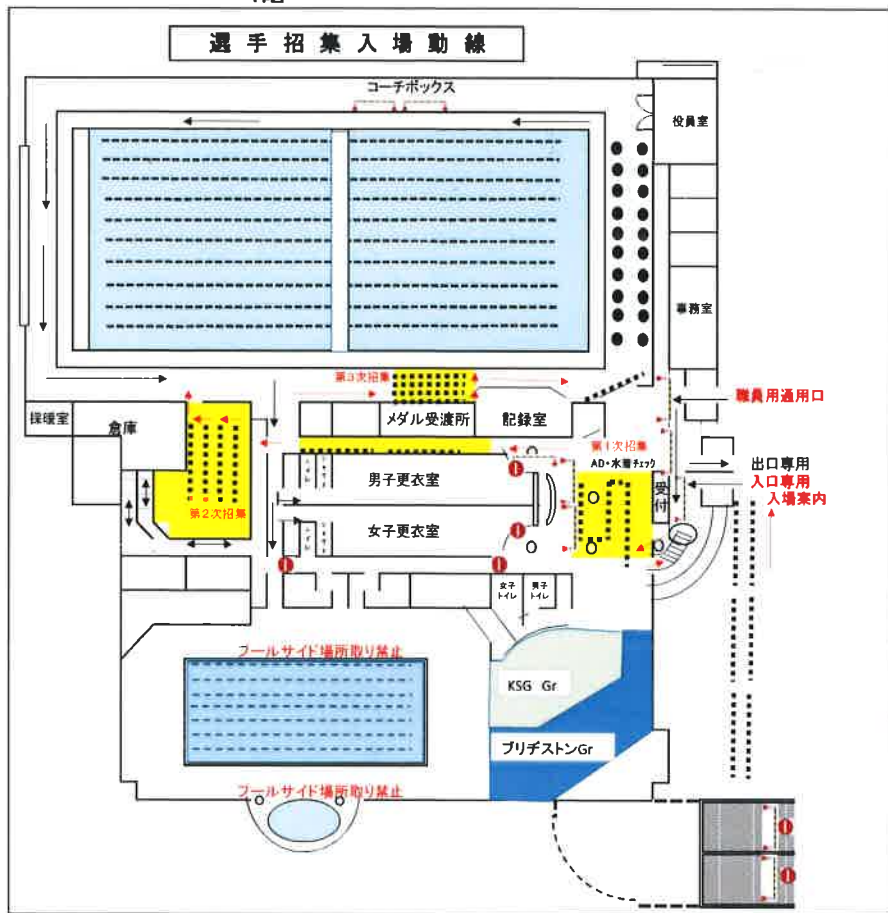 選手招集入場動線
コーチボックス
役員室
事務室
第3次招集
職員用通用口
採暖室
倉庫
メダル受渡所
記録室
第1次招集
AD・水着チェック
出口専用
入口専用
入場案内
受付
トイレ
男子更衣室
第2次招集
トイレ
女子更衣室
女子
トイレ
男子
トイレ
プールサイド場所取り禁止
KSG Gr
ブリヂストンGr
プールサイド場所取り禁止